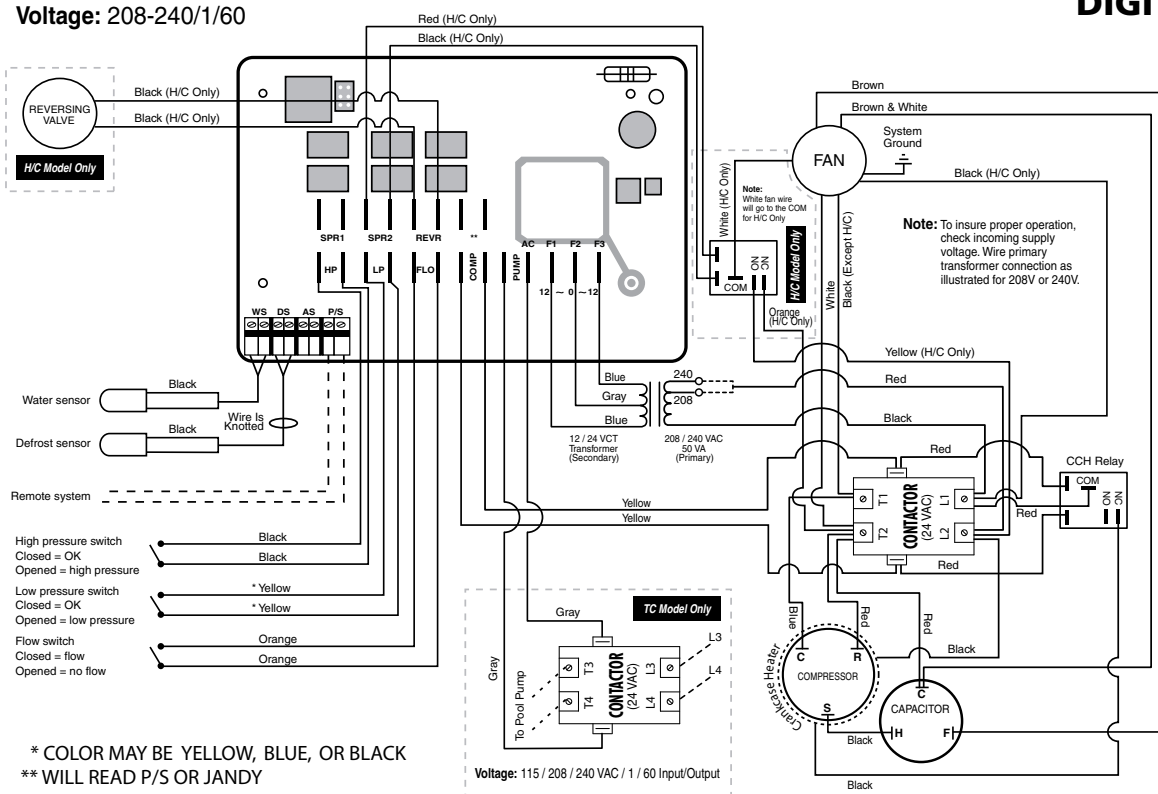 Voltage: 208-240/1/60
DIGI
Red (H/C Only)
Black (H/C Only)
REVERSING
VALVE
H/C Model Only
Black (H/C Only)
Black (H/C Only)
SPR1
SPR2
REVR
**
HP
LP
FLO
COMP
PUMP
AC
F1
F2
F3
12 ~ 0 ~ 12
WS
DS
AS
P/S
Brown
Brown & White
System
Ground
FAN
Black (H/C Only)
White (H/C Only)
Note:
White fan wire
will go to the COM
for H/C Only
COM
NO
NC
H/C Model Only
Orange
(H/C Only)
White
Black (Except H/C)
Note: To insure proper operation,
check incoming supply
voltage. Wire primary
transformer connection as
illustrated for 208V or 240V.
Yellow (H/C Only)
Red
Black
Blue
Gray
Blue
240
208
12 / 24 VCT
Transformer
(Secondary)
208 / 240 VAC
50 VA
(Primary)
Water sensor
Black
Wire Is
Knotted
Defrost sensor
Black
Remote system
High pressure switch
Closed = OK
Opened = high pressure
Black
Black
Low pressure switch
Closed = OK
Opened = low pressure
* Yellow
* Yellow
Flow switch
Closed = flow
Opened = no flow
Orange
Orange
Yellow
Yellow
Red
T1
T2
CONTACTOR
(24 VAC)
L1
L2
Red
Red
CCH Relay
COM
NO
NC
Blue
Red
Red
Black
C
R
S
COMPRESSOR
Crankcase Heater
C
CAPACITOR
H
F
Black
Black
TC Model Only
Gray
Gray
To Pool Pump
T3
T4
CONTACTOR
(24 VAC)
L3
L4
L3
L4
Voltage: 115 / 208 / 240 VAC / 1 / 60 Input/Output
* COLOR MAY BE YELLOW, BLUE, OR BLACK
** WILL READ P/S OR JANDY